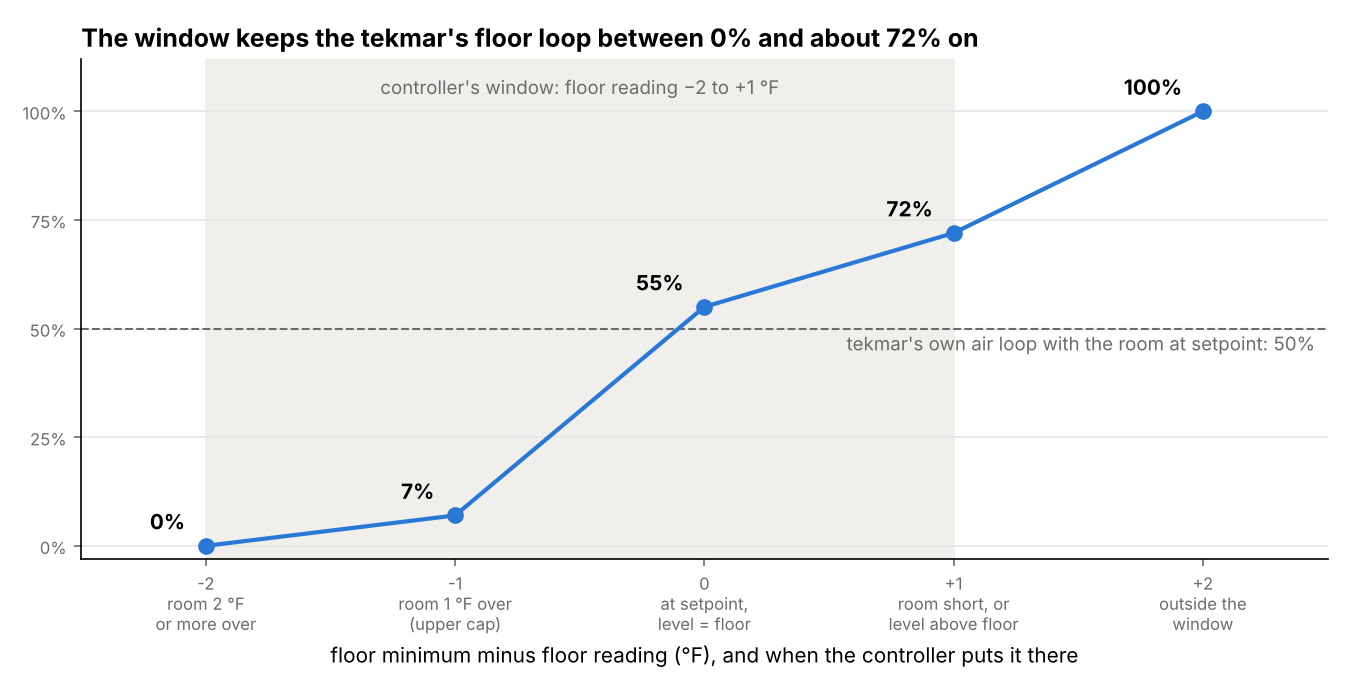 The window keeps the tekmar's floor loop between 0% and about 72% on
controller's window: floor reading −2 to +1 °F
100%
100%
75%
72%
55%
50%
tekmar's own air loop with the room at setpoint: 50%
25%
7%
0%
0%
-2
room 2 °F
or more over
-1
room 1 °F over
(upper cap)
0
at setpoint,
level = floor
+1
room short, or
level above floor
+2
outside the
window
floor minimum minus floor reading (°F), and when the controller puts it there